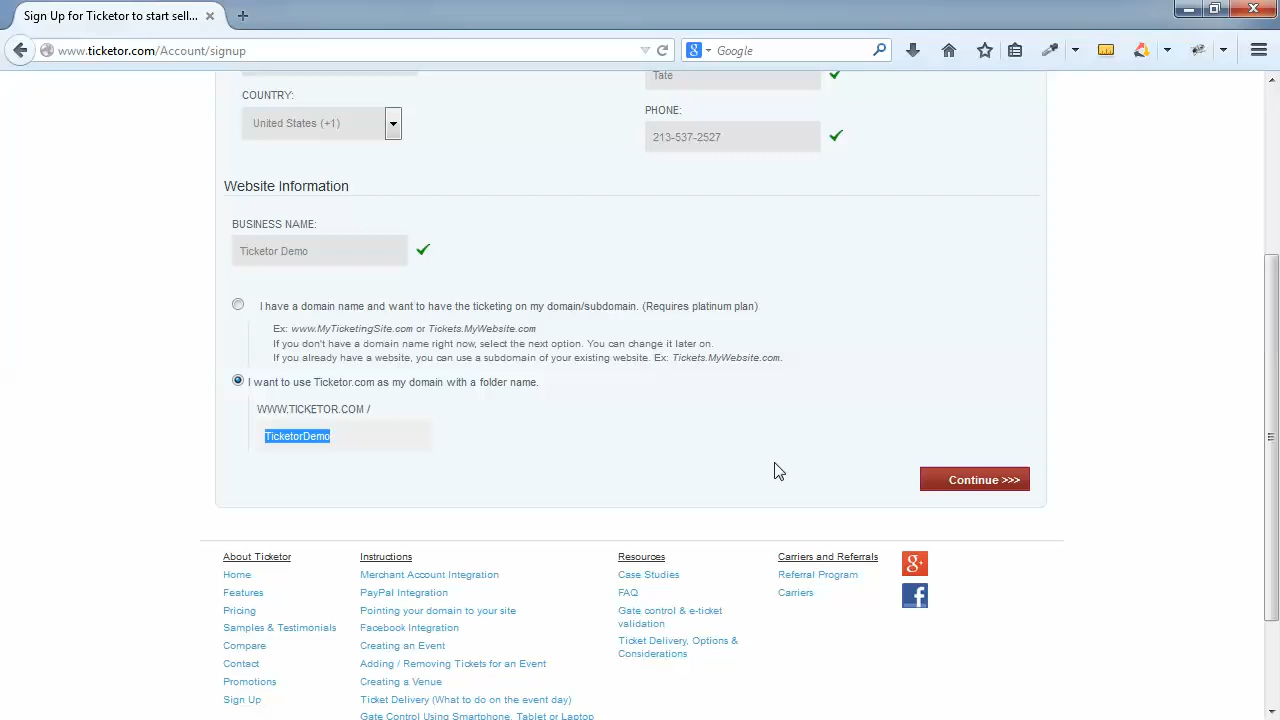 Sign Up for Ticketor to start sell...
www.ticketor.com/Account/signup
Google
Tate
COUNTRY:
United States (+1)
PHONE:
213-537-2527
Website Information
BUSINESS NAME:
Ticketor Demo
I have a domain name and want to have the ticketing on my domain/subdomain. (Requires platinum plan)
Ex: www.MyTicketingSite.com or Tickets.MyWebsite.com
If you don't have a domain name right now, select the next option. You can change it later on.
If you already have a website, you can use a subdomain of your existing website. Ex: Tickets.MyWebsite.com.
I want to use Ticketor.com as my domain with a folder name.
WWW.TICKETOR.COM /
TicketorDemo
Continue >>>
About Ticketor
Home
Features
Pricing
Samples & Testimonials
Compare
Contact
Promotions
Sign Up
Instructions
Merchant Account Integration
PayPal Integration
Pointing your domain to your site
Facebook Integration
Creating an Event
Adding / Removing Tickets for an Event
Creating a Venue
Ticket Delivery (What to do on the event day)
Gate Control Using Smartphone, Tablet or Laptop
Resources
Case Studies
FAQ
Gate control & e-ticket
validation
Ticket Delivery, Options &
Considerations
Carriers and Referrals
Referral Program
Carriers